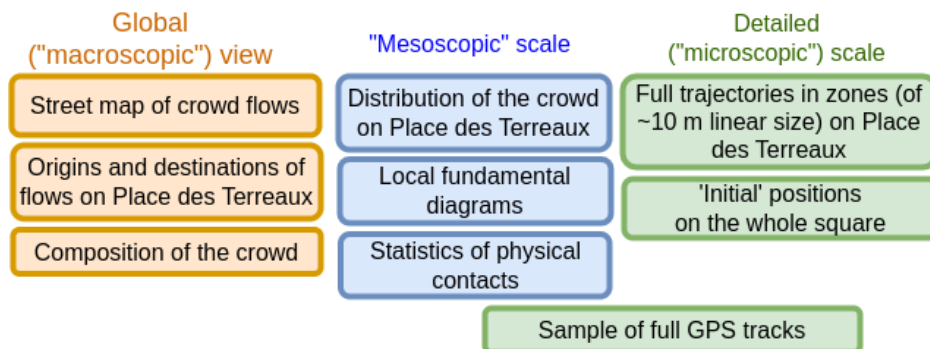 Global
("macroscopic") view
Street map of crowd flows
Origins and destinations of
flows on Place des Terreaux
Composition of the crowd
"Mesoscopic" scale
Distribution of the crowd
on Place des Terreaux
Local fundamental
diagrams
Statistics of physical
contacts
Detailed
("microscopic") scale
Full trajectories in zones (of
~10 m linear size) on Place
des Terreaux
'Initial' positions
on the whole square
Sample of full GPS tracks